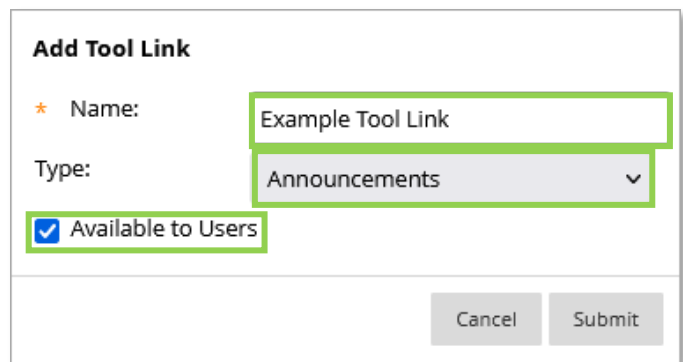 Add Tool Link
* Name:
Example Tool Link
Type:
Announcements
Available to Users
Cancel Submit